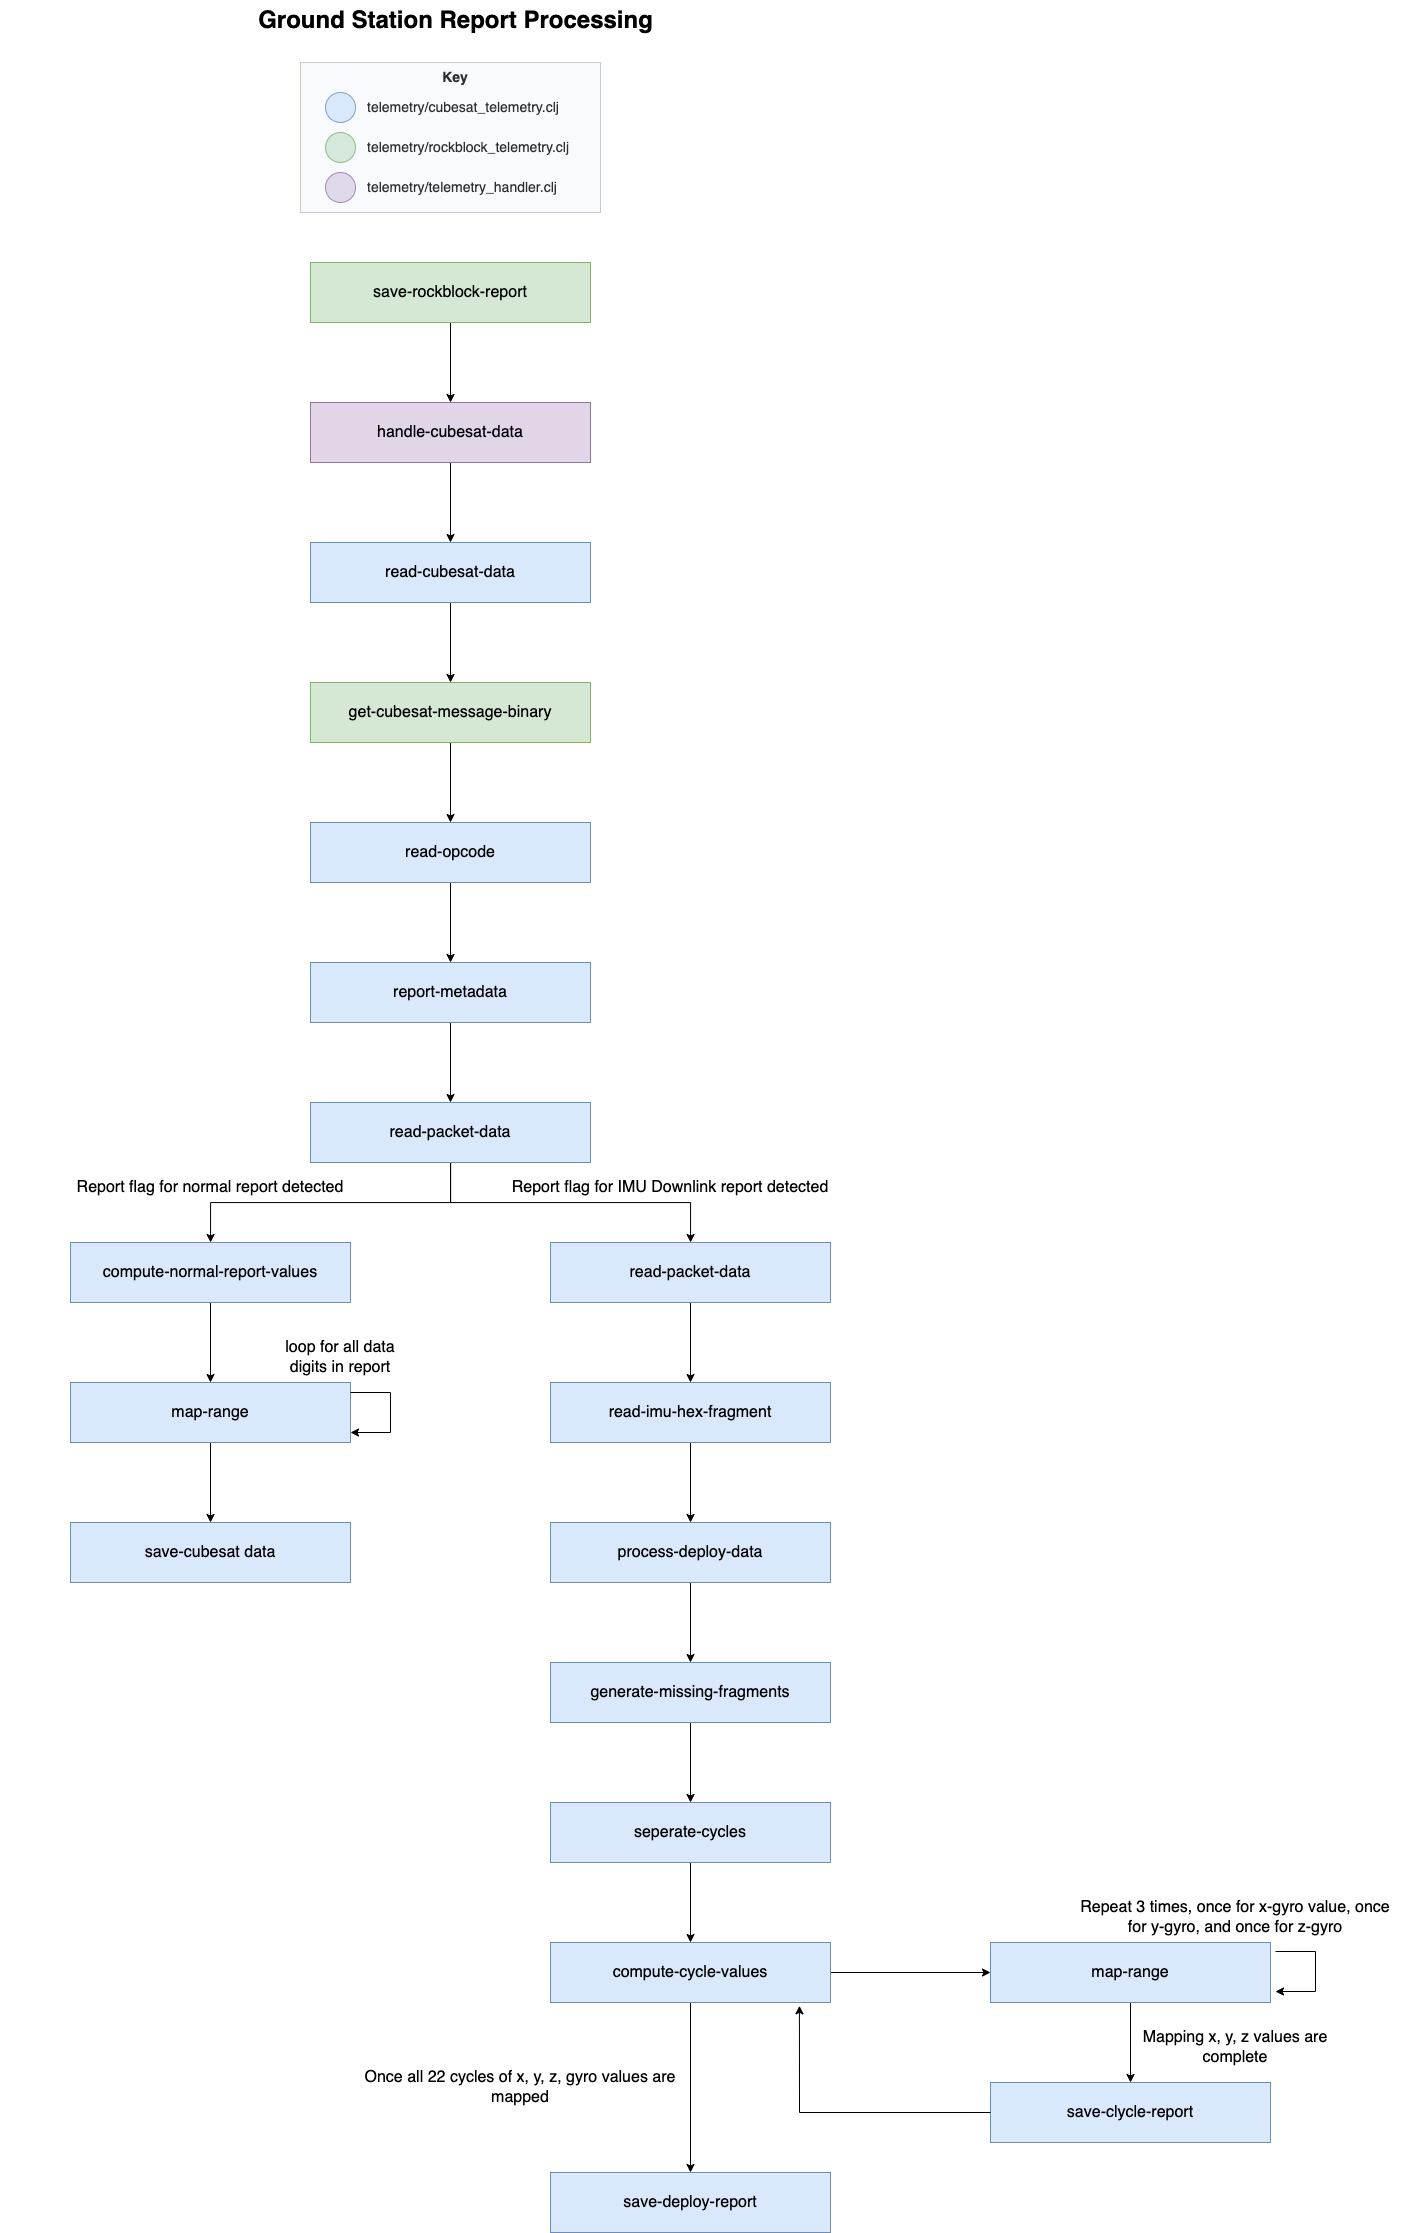 Ground Station Report Processing
Key
telemetry/cubesat_telemetry.clj
telemetry/rockblock_telemetry.clj
telemetry/telemetry_handler.clj
save-rockblock-report
handle-cubesat-data
read-cubesat-data
get-cubesat-message-binary
read-opcode
report-metadata
read-packet-data
Report flag for normal report detected
Report flag for IMU Downlink report detected
compute-normal-report-values
read-packet-data
loop for all data
digits in report
map-range
read-imu-hex-fragment
save-cubesat data
process-deploy-data
generate-missing-fragments
seperate-cycles
Repeat 3 times, once for x-gyro value, once
for y-gyro, and once for z-gyro
compute-cycle-values
map-range
Mapping x, y, z values are
complete
Once all 22 cycles of x, y, z, gyro values are
mapped
save-clycle-report
save-deploy-report